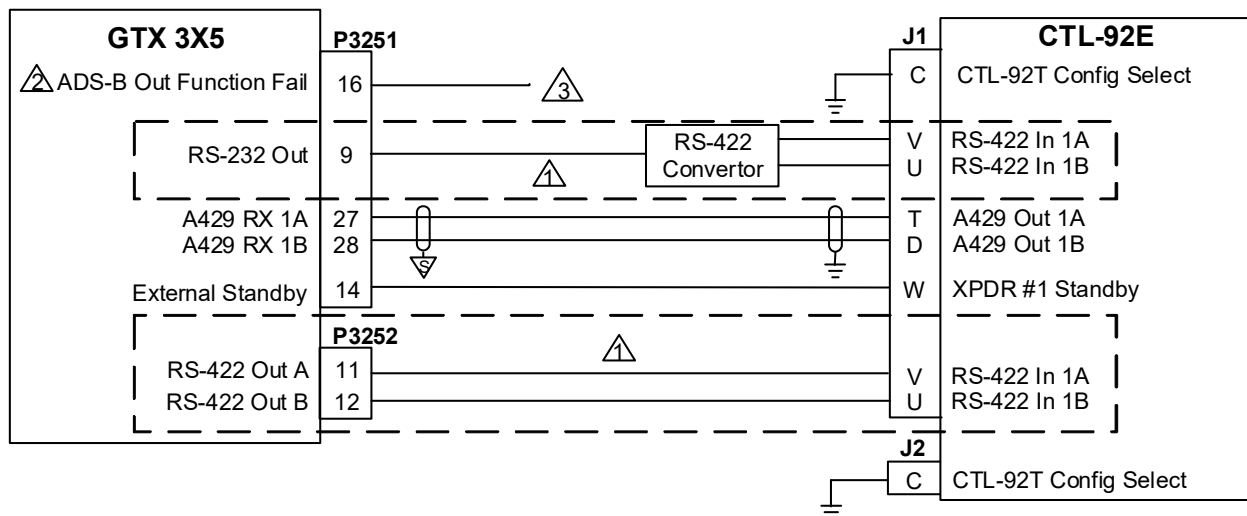 GTX 3X5 P3251 J1 CTL-92E
2 ADS-B Out Function Fail 16 3 C CTL-92T Config Select
RS-232 Out 9 1 RS-422 Convertor V RS-422 In 1A
U RS-422 In 1B
A429 RX 1A 27 T A429 Out 1A
A429 RX 1B 28 S D A429 Out 1B
External Standby 14 W XPDR #1 Standby
P3252 1
RS-422 Out A 11 V RS-422 In 1A
RS-422 Out B 12 U RS-422 In 1B
J2
C CTL-92T Config Select